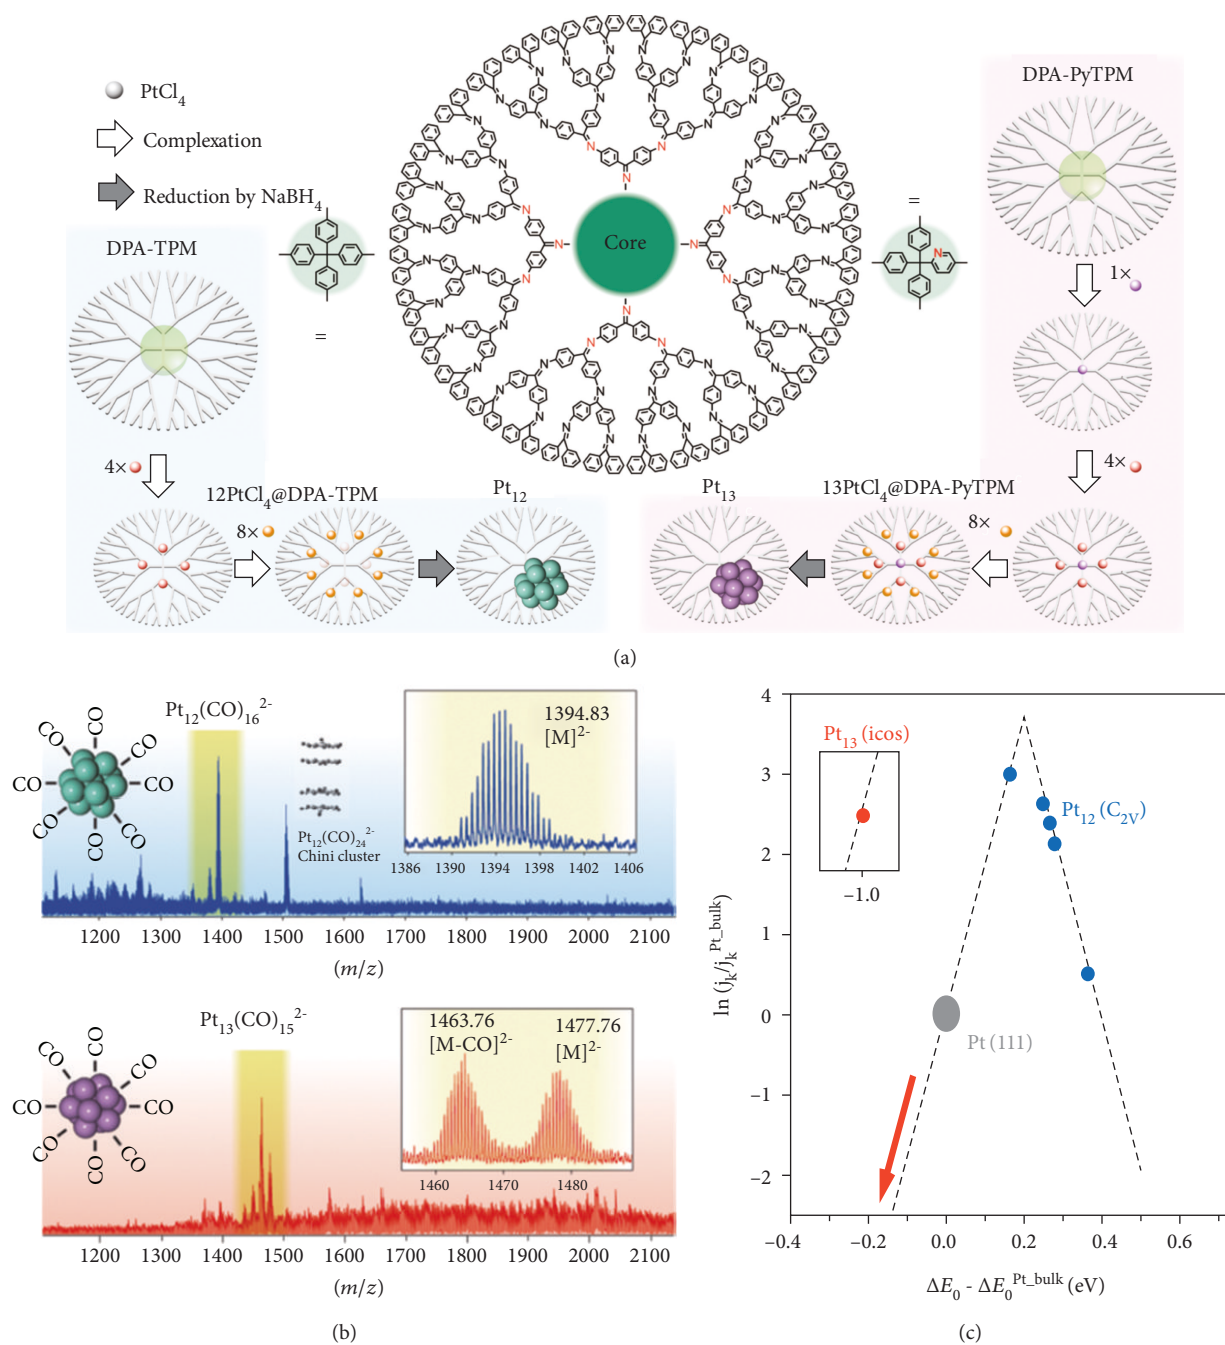 PtCl4
Complexation
Reduction by NaBH4
DPA-TPM
=
Core
=
DPA-PyTPM
1×
4×
4×
12PtCl4@DPA-TPM
8×
Pt12
Pt13
13PtCl4@DPA-PyTPM
8×
(a)
Pt12(CO)16 2-
CO CO CO CO CO CO CO CO
Pt12(CO)24 2-
Chini cluster
1394.83
[M]2-
1386 1390 1394 1398 1402 1406
1200 1300 1400 1500 1600 1700 1800 1900 2000 2100
(m/z)
Pt13(CO)15 2-
CO CO CO CO CO CO CO CO
1463.76
[M-CO]2-
1477.76
[M]2-
1460 1470 1480
1200 1300 1400 1500 1600 1700 1800 1900 2000 2100
(m/z)
(b)
ln (jk/jk Pt_bulk)
4
3
2
1
0
−1
−2
Pt13 (icos)
−1.0
Pt12 (C2V)
Pt (111)
−0.4 −0.2 0.0 0.2 0.4 0.6
ΔE0 - ΔE0 Pt_bulk (eV)
(c)